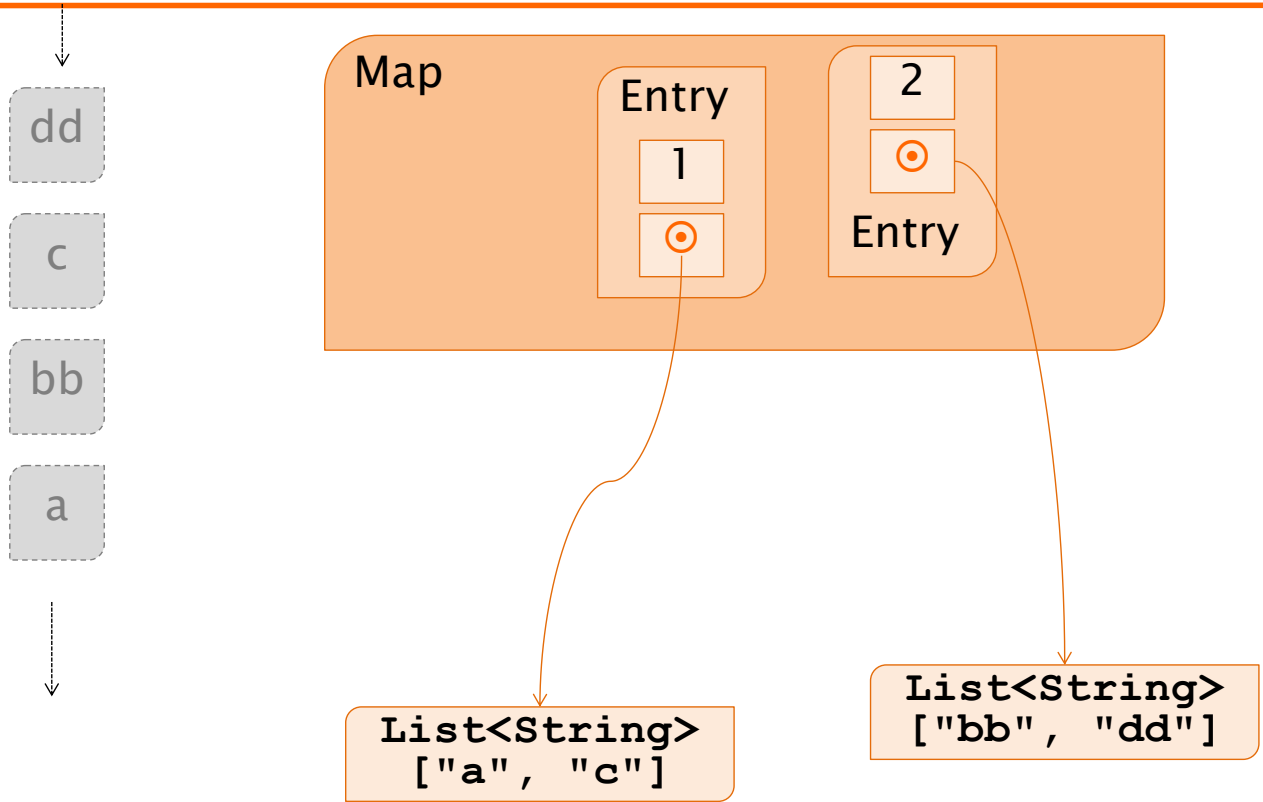 dd
c
bb
a
Map
Entry
1
2
Entry
List<String>
["a", "c"]
List<String>
["bb", "dd"]